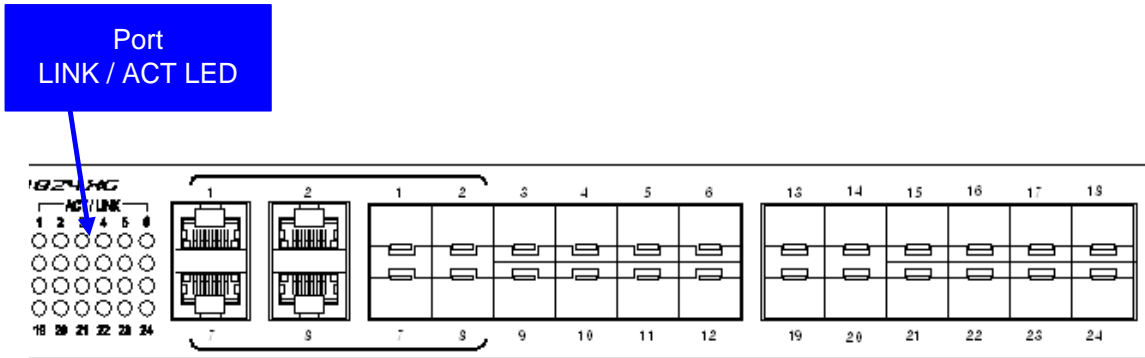 Port
LINK / ACT LED
ACT / LINK
1 2 3 4 5 6
19 20 21 22 23 24
1 2 1 2 3 4 5 6 13 14 15 16 17 18
7 8 7 8 9 10 11 12 19 20 21 22 23 24